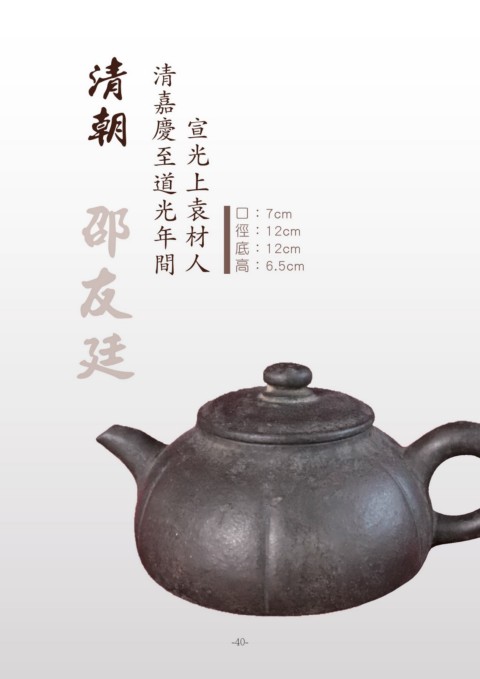 清朝
邵友廷
清嘉慶至道光年間
宣光上袁材人
口：7cm
徑：12cm
底：12cm
高：6.5cm
-40-